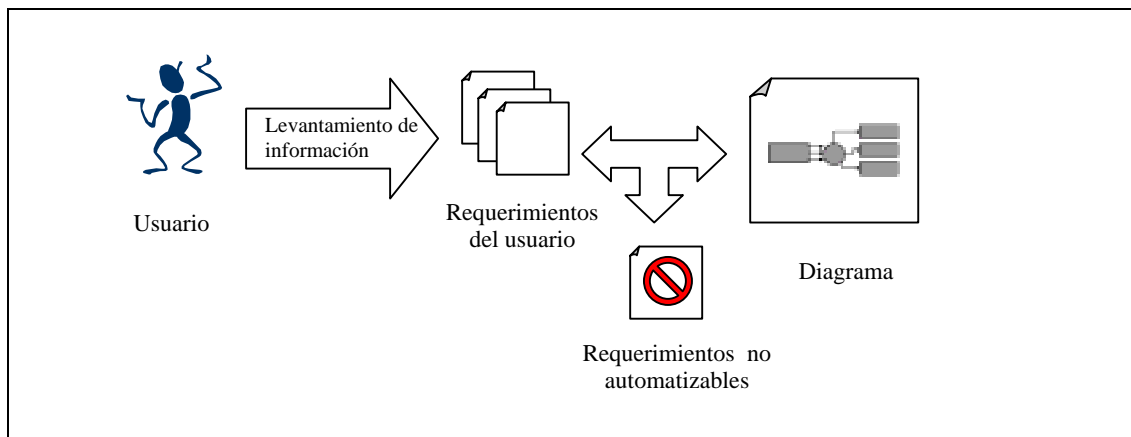 Levantamiento de
información
Usuario
Requerimientos
del usuario
Diagrama
Requerimientos no
automatizables